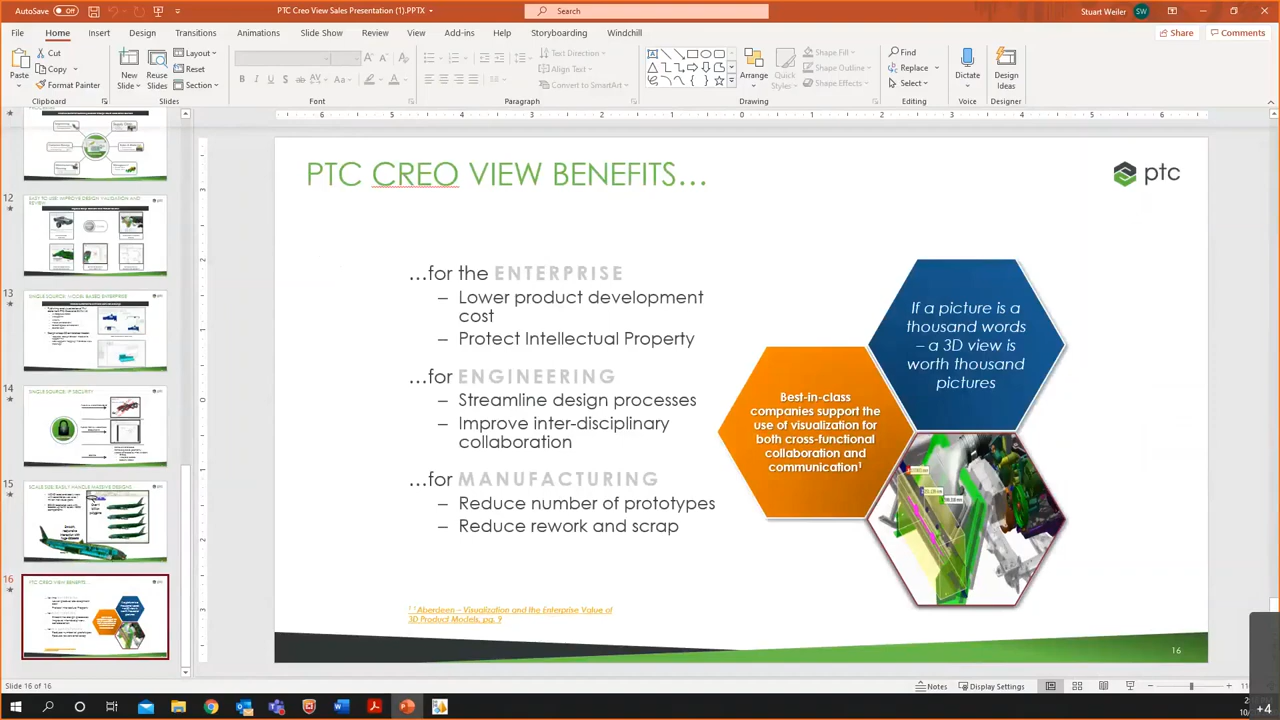 AutoSave Off
PTC Creo View Sales Presentation (1).PPTX
Search
Stuart Weiler SW
File Home Insert Design Transitions Animations Slide Show Review View Add-ins Help Storyboarding Windchill
Share Comments
Paste
Cut
Copy
Format Painter
Clipboard
New Slide
Reuse Slides
Layout
Reset
Section
Slides
Font
Text Direction
Align Text
Convert to SmartArt
Paragraph
Arrange
Quick Styles
Shape Fill
Shape Outline
Shape Effects
Drawing
Find
Replace
Select
Editing
Dictate
Voice
Design Ideas
Designer
12
13
14
15
16
PTC CREO VIEW BENEFITS…
ptc
…for the ENTERPRISE
– Lower product development
cost
– Protect Intellectual Property
…for ENGINEERING
– Streamline design processes
– Improve inter-disciplinary
collaboration
…for MANUFACTURING
– Reduce number of prototypes
– Reduce rework and scrap
If a picture is a
thousand words
– a 3D view is
worth thousand
pictures
Best-in-class
companies support the
use of visualization for
both cross-functional
collaboration and
communication¹
Aberdeen – Visualization and the Enterprise Value of
3D Product Models, pg. 9
16
Slide 16 of 16
Notes
Display Settings
+4